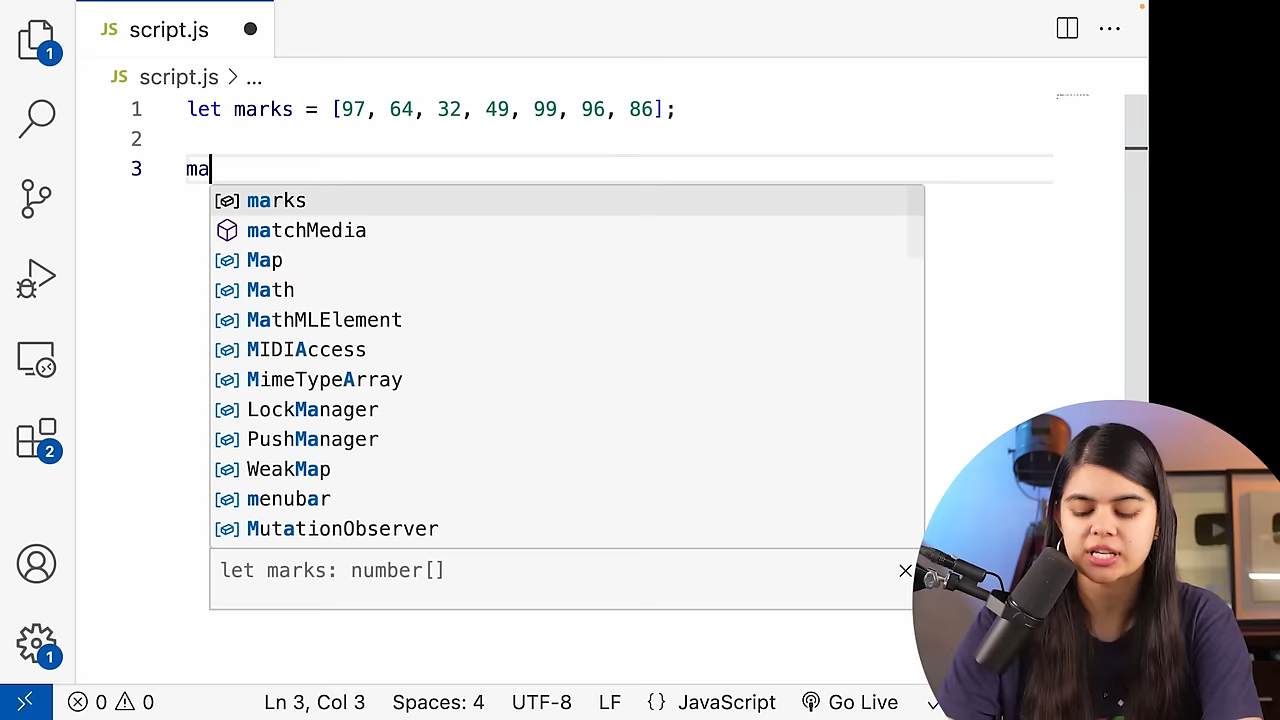 1
JS script.js
JS script.js > ...
1 let marks = [97, 64, 32, 49, 99, 96, 86];
2
3 ma
marks
matchMedia
Map
Math
MathMLElement
MIDIAccess
MimeTypeArray
LockManager
PushManager
WeakMap
menubar
MutationObserver
let marks: number[]
2
1
0 0 Ln 3, Col 3 Spaces: 4 UTF-8 LF {} JavaScript Go Live